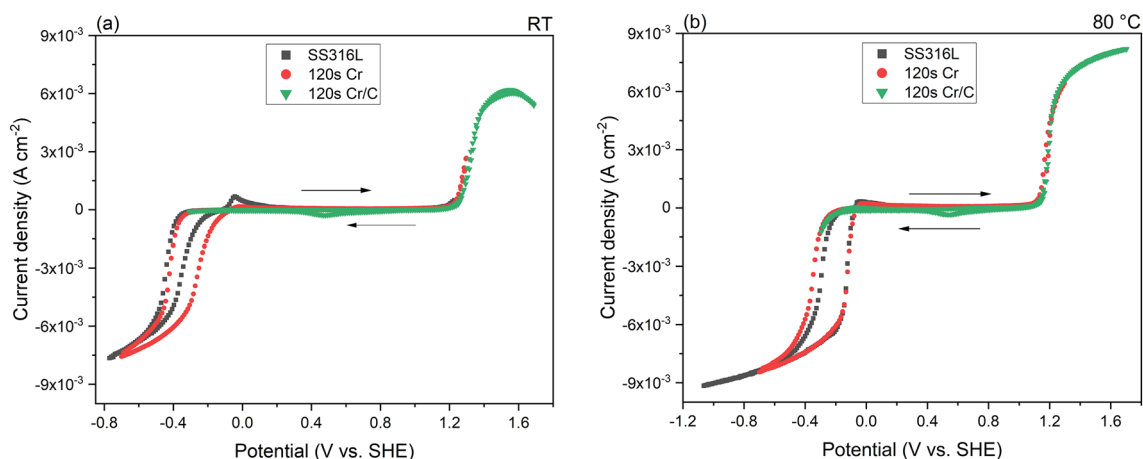 (a)
RT
SS316L
120s Cr
120s Cr/C
9x10⁻³
6x10⁻³
3x10⁻³
0
-3x10⁻³
-6x10⁻³
-9x10⁻³
Current density (A cm⁻²)
-0.8 -0.4 0.0 0.4 0.8 1.2 1.6
Potential (V vs. SHE)
(b)
80 °C
SS316L
120s Cr
120s Cr/C
9x10⁻³
6x10⁻³
3x10⁻³
0
-3x10⁻³
-6x10⁻³
-9x10⁻³
Current density (A cm⁻²)
-1.2 -0.8 -0.4 0.0 0.4 0.8 1.2 1.6
Potential (V vs. SHE)